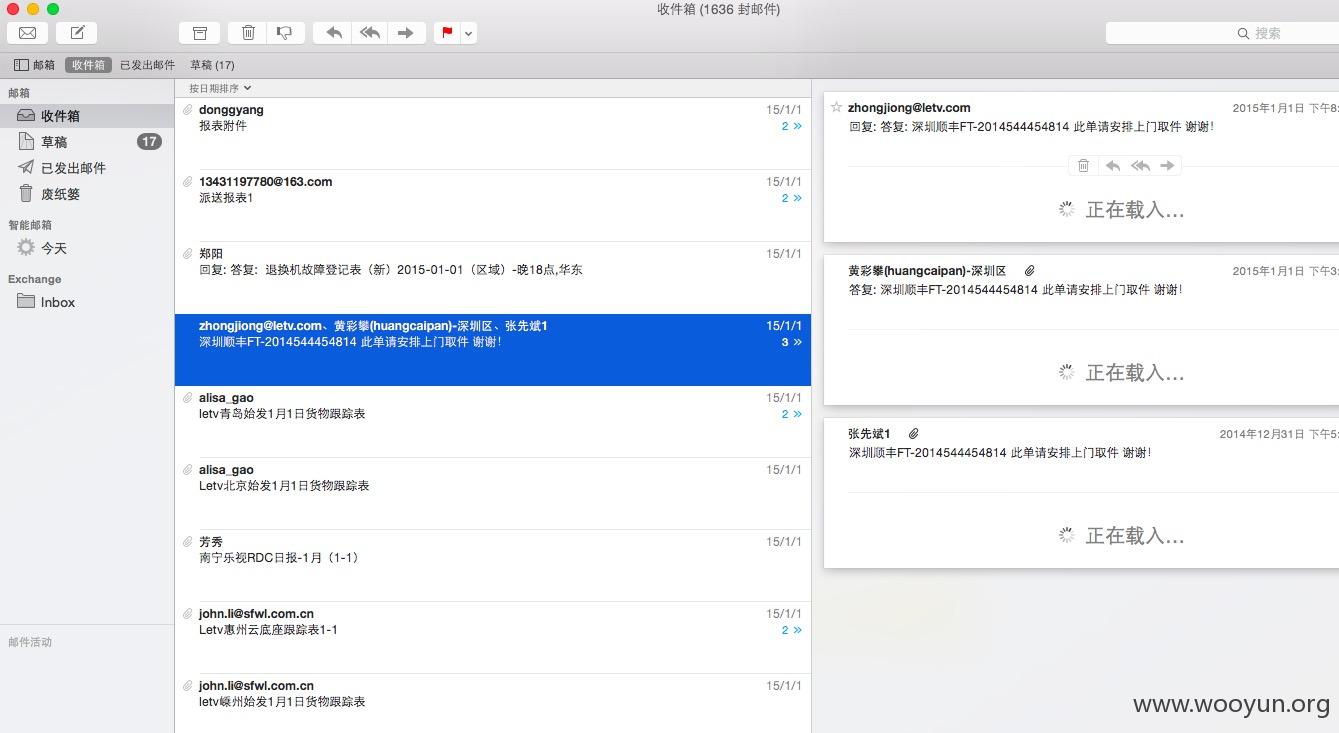 收件箱 (1636 封邮件)
搜索
邮箱 收件箱 已发出邮件 草稿 (17)
邮箱
收件箱
草稿 17
已发出邮件
废纸篓
智能邮箱
今天
Exchange
Inbox
邮件活动
按日期排序
donggyang 15/1/1
报表附件 2 »
13431197780@163.com 15/1/1
派送报表1 2 »
郑阳 15/1/1
回复: 答复: 退换机故障登记表（新）2015-01-01（区域）-晚18点,华东
zhongjiong@letv.com、黄彩攀(huangcaipan)-深圳区、张先斌1 15/1/1
深圳顺丰FT-2014544454814 此单请安排上门取件 谢谢! 3 »
alisa_gao 15/1/1
letv青岛始发1月1日货物跟踪表 2 »
alisa_gao 15/1/1
Letv北京始发1月1日货物跟踪表
芳秀 15/1/1
南宁乐视RDC日报-1月（1-1）
john.li@sfwl.com.cn 15/1/1
Letv惠州云底座跟踪表1-1 2 »
john.li@sfwl.com.cn 15/1/1
letv嵊州始发1月1日货物跟踪表
zhongjiong@letv.com 2015年1月1日 下午8:
回复: 答复: 深圳顺丰FT-2014544454814 此单请安排上门取件 谢谢!
正在载入...
黄彩攀(huangcaipan)-深圳区 2015年1月1日 下午3:
答复: 深圳顺丰FT-2014544454814 此单请安排上门取件 谢谢!
正在载入...
张先斌1 2014年12月31日 下午5:
深圳顺丰FT-2014544454814 此单请安排上门取件 谢谢!
正在载入...
www.wooyun.org